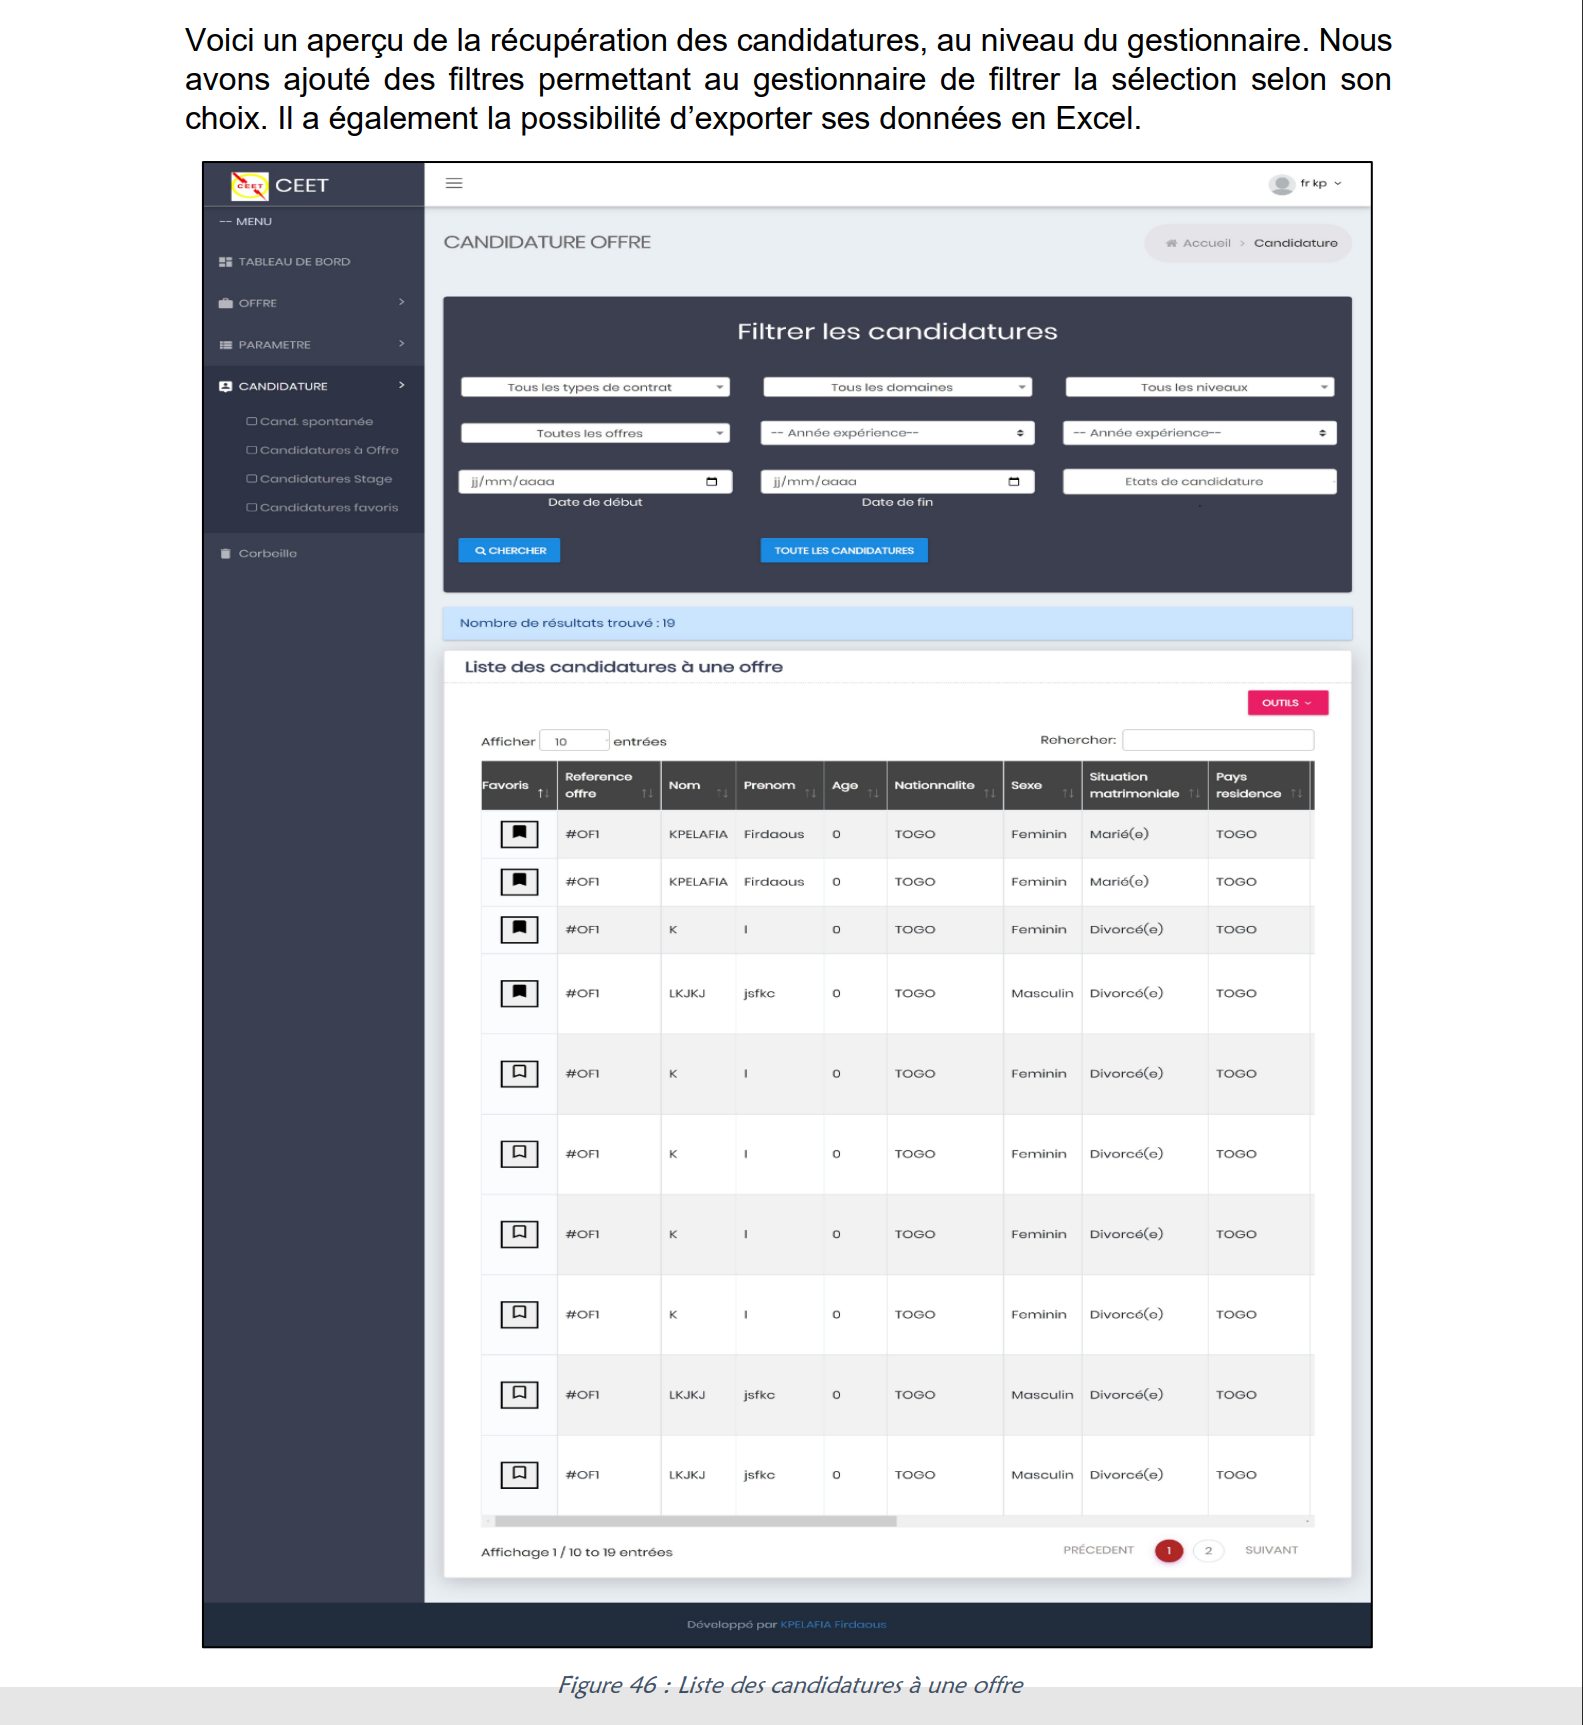 Voici un aperçu de la récupération des candidatures, au niveau du gestionnaire. Nous
avons ajouté des filtres permettant au gestionnaire de filtrer la sélection selon son
choix. Il a également la possibilité d’exporter ses données en Excel.
CEET CEET
fr kp
-- MENU
CANDIDATURE OFFRE
Accueil > Candidature
TABLEAU DE BORD
OFFRE >
PARAMETRE >
CANDIDATURE >
Cand. spontanée
Candidatures à Offre
Candidatures Stage
Candidatures favoris
Corbeille
Filtrer les candidatures
Tous les types de contrat Tous les domaines Tous les niveaux
Toutes les offres -- Année expérience-- -- Année expérience--
jj/mm/aaaa jj/mm/aaaa Etats de candidature
Date de début Date de fin
CHERCHER TOUTE LES CANDIDATURES
Nombre de résultats trouvé : 19
Liste des candidatures à une offre
OUTILS
Afficher 10 entrées Rehercher:
Favoris Reference offre Nom Prenom Age Nationnalite Sexe Situation matrimoniale Pays residence
#OF1 KPELAFIA Firdaous 0 TOGO Feminin Marié(e) TOGO
#OF1 KPELAFIA Firdaous 0 TOGO Feminin Marié(e) TOGO
#OF1 K l 0 TOGO Feminin Divorcé(e) TOGO
#OF1 LKJKJ jsfkc 0 TOGO Masculin Divorcé(e) TOGO
#OF1 K l 0 TOGO Feminin Divorcé(e) TOGO
#OF1 K l 0 TOGO Feminin Divorcé(e) TOGO
#OF1 K l 0 TOGO Feminin Divorcé(e) TOGO
#OF1 K l 0 TOGO Feminin Divorcé(e) TOGO
#OF1 LKJKJ jsfkc 0 TOGO Masculin Divorcé(e) TOGO
#OF1 LKJKJ jsfkc 0 TOGO Masculin Divorcé(e) TOGO
Affichage 1 / 10 to 19 entrées PRÉCEDENT 1 2 SUIVANT
Développé par KPELAFIA Firdaous
Figure 46 : Liste des candidatures à une offre